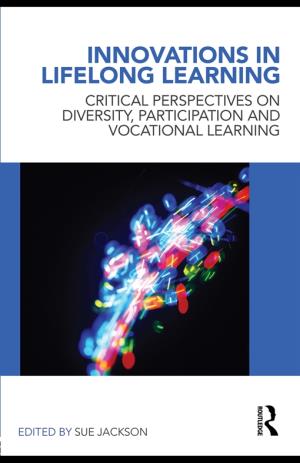 INNOVATIONS IN
LIFELONG LEARNING
CRITICAL PERSPECTIVES ON
DIVERSITY, PARTICIPATION AND
VOCATIONAL LEARNING
EDITED BY SUE JACKSON
ROUTLEDGE